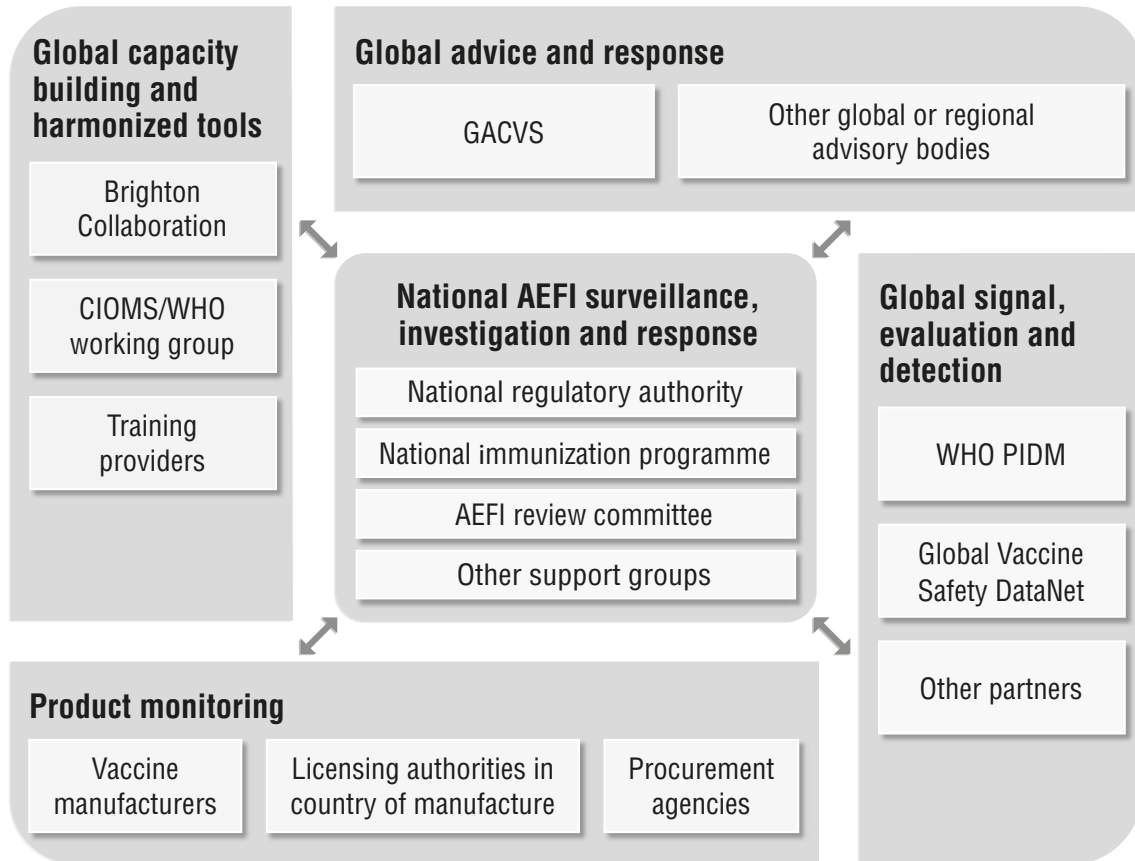 Global capacity
building and
harmonized tools
Brighton
Collaboration
CIOMS/WHO
working group
Training
providers
Global advice and response
GACVS
Other global or regional
advisory bodies
National AEFI surveillance,
investigation and response
National regulatory authority
National immunization programme
AEFI review committee
Other support groups
Global signal,
evaluation and
detection
WHO PIDM
Global Vaccine
Safety DataNet
Other partners
Product monitoring
Vaccine
manufacturers
Licensing authorities in
country of manufacture
Procurement
agencies